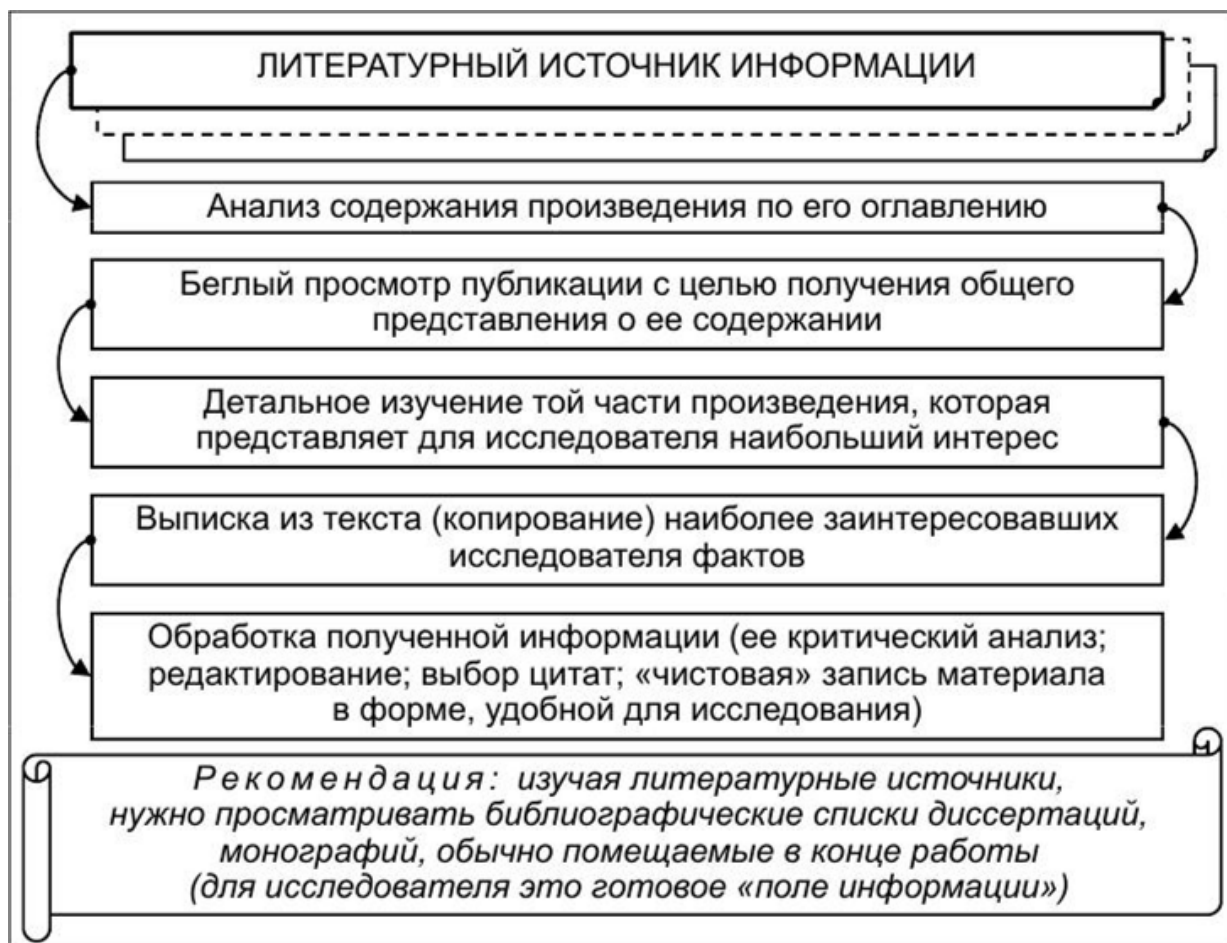 ЛИТЕРАТУРНЫЙ ИСТОЧНИК ИНФОРМАЦИИ
Анализ содержания произведения по его оглавлению
Беглый просмотр публикации с целью получения общего
представления о ее содержании
Детальное изучение той части произведения, которая
представляет для исследователя наибольший интерес
Выписка из текста (копирование) наиболее заинтересовавших
исследователя фактов
Обработка полученной информации (ее критический анализ;
редактирование; выбор цитат; «чистовая» запись материала
в форме, удобной для исследования)
Рекомендация: изучая литературные источники,
нужно просматривать библиографические списки диссертаций,
монографий, обычно помещаемые в конце работы
(для исследователя это готовое «поле информации»)